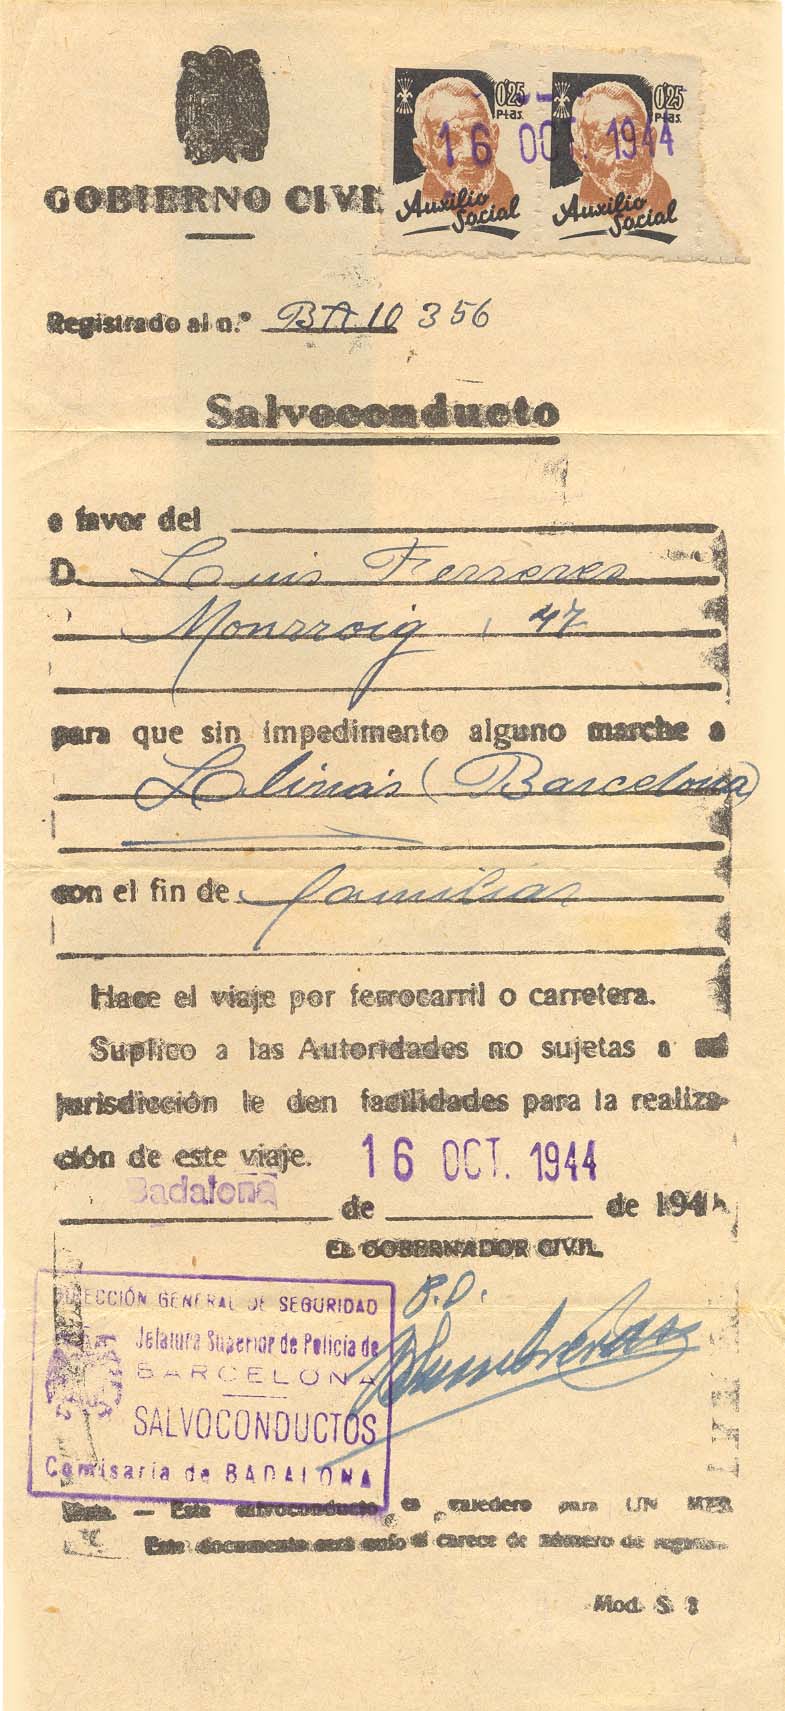 0'25
Ptas.
0'25
Ptas.
16 OCT. 1944
Auxilio
Social
Auxilio
Social
GOBIERNO CIVI
Registrado al n.º BA 10 356
Salvoconducto
a favor del
D. Luis Ferreres
Monrroig, 47
para que sin impedimento alguno marche a
Llinás (Barcelona)
con el fin de familiar
Hace el viaje por ferrocarril o carretera.
Suplico a las Autoridades no sujetas a mi
jurisdicción le den facilidades para la realiza-
ción de este viaje. 16 OCT. 1944
Badalona
de de 194
EL GOBERNADOR CIVIL
P.D.
DIRECCIÓN GENERAL DE SEGURIDAD
Jefatura Superior de Policía de
BARCELONA
SALVOCONDUCTOS
Comisaría de BADALONA
Nota. — Este salvoconducto es valedero para UN MES
Este documento será nulo si carece de número de registro
Mod. S